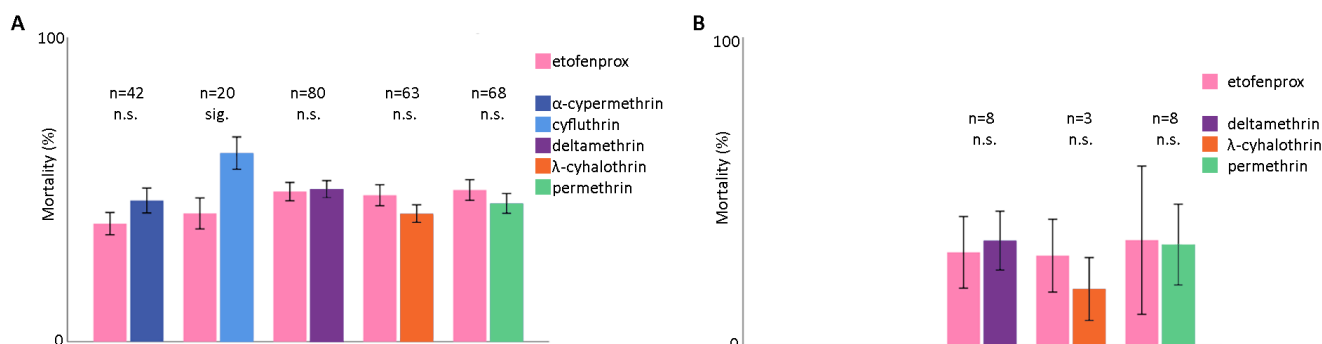 A
100
Mortality (%)
0
n=42
n.s.
n=20
sig.
n=80
n.s.
n=63
n.s.
n=68
n.s.
etofenprox
α-cypermethrin
cyfluthrin
deltamethrin
λ-cyhalothrin
permethrin
B
100
Mortality (%)
0
n=8
n.s.
n=3
n.s.
n=8
n.s.
etofenprox
deltamethrin
λ-cyhalothrin
permethrin